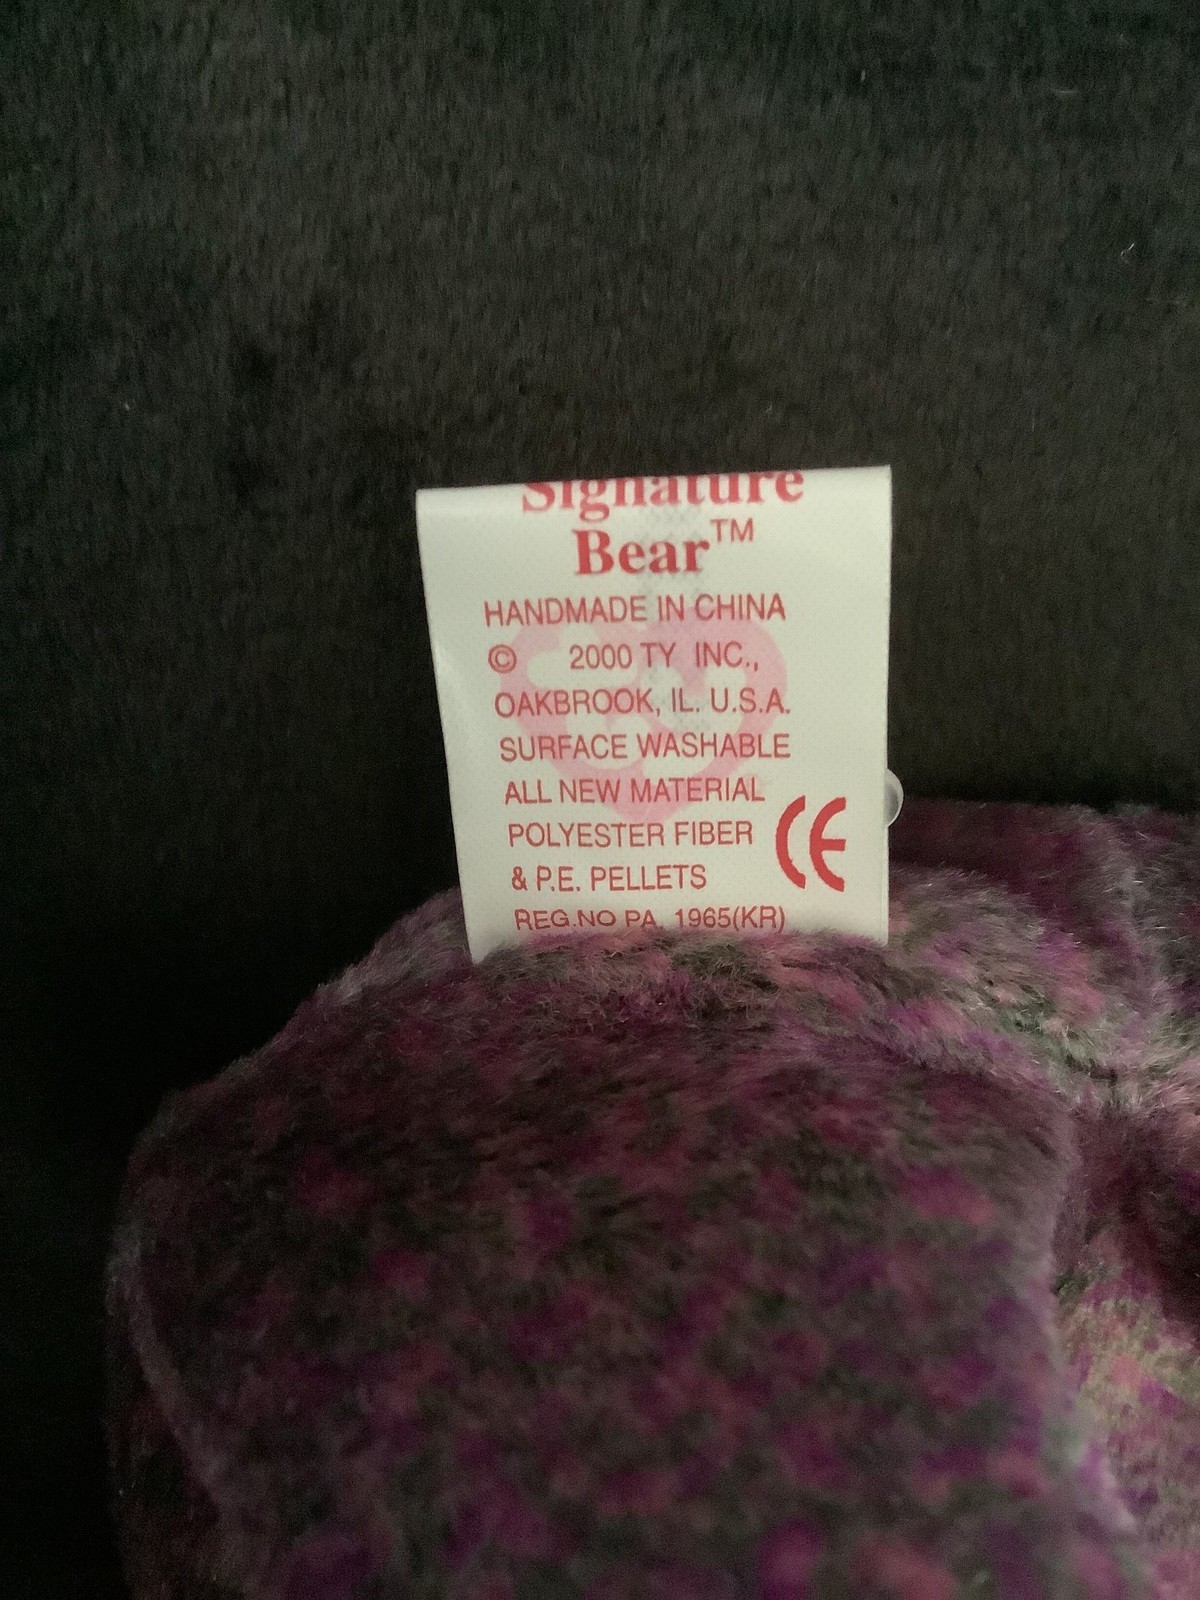 Signature
Bear™
HANDMADE IN CHINA
© 2000 TY INC.,
OAKBROOK, IL. U.S.A.
SURFACE WASHABLE
ALL NEW MATERIAL
POLYESTER FIBER
& P.E. PELLETS
CE
REG.NO PA. 1965(KR)